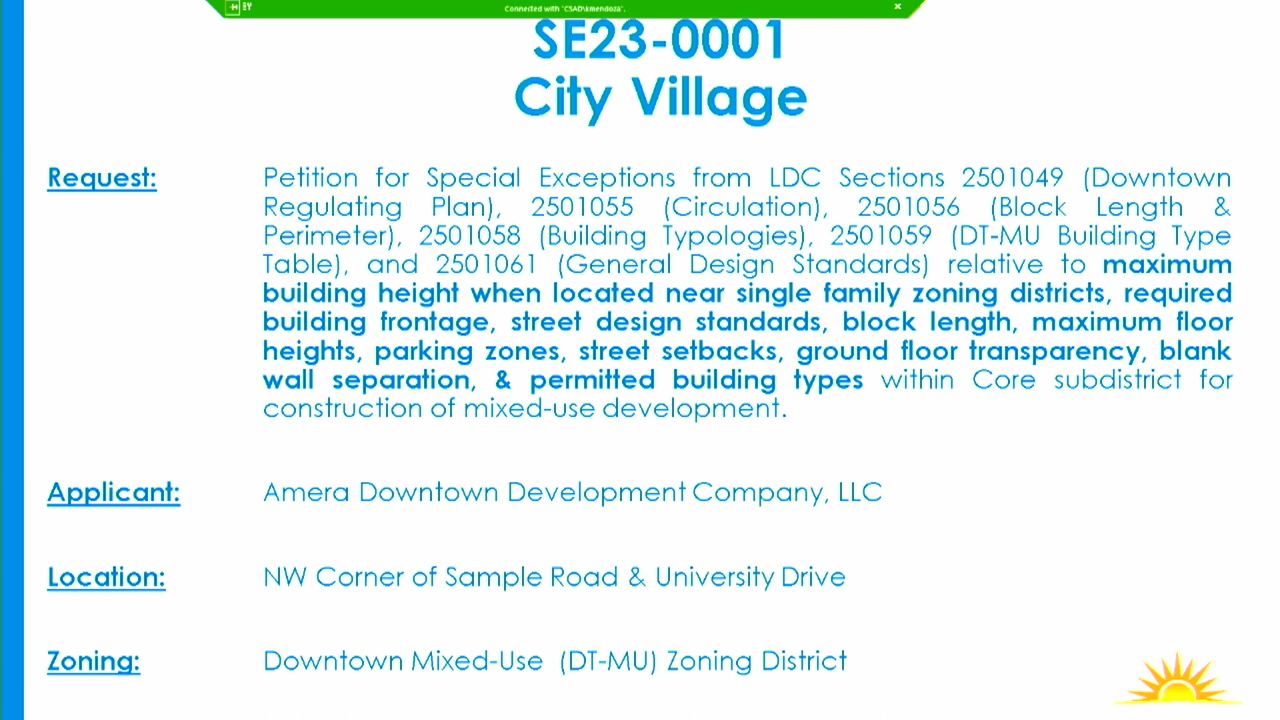 Connected with "CSAD\kmendoza".
SE23-0001
City Village
Request: Petition for Special Exceptions from LDC Sections 2501049 (Downtown
Regulating Plan), 2501055 (Circulation), 2501056 (Block Length &
Perimeter), 2501058 (Building Typologies), 2501059 (DT-MU Building Type
Table), and 2501061 (General Design Standards) relative to maximum
building height when located near single family zoning districts, required
building frontage, street design standards, block length, maximum floor
heights, parking zones, street setbacks, ground floor transparency, blank
wall separation, & permitted building types within Core subdistrict for
construction of mixed-use development.
Applicant: Amera Downtown Development Company, LLC
Location: NW Corner of Sample Road & University Drive
Zoning: Downtown Mixed-Use (DT-MU) Zoning District